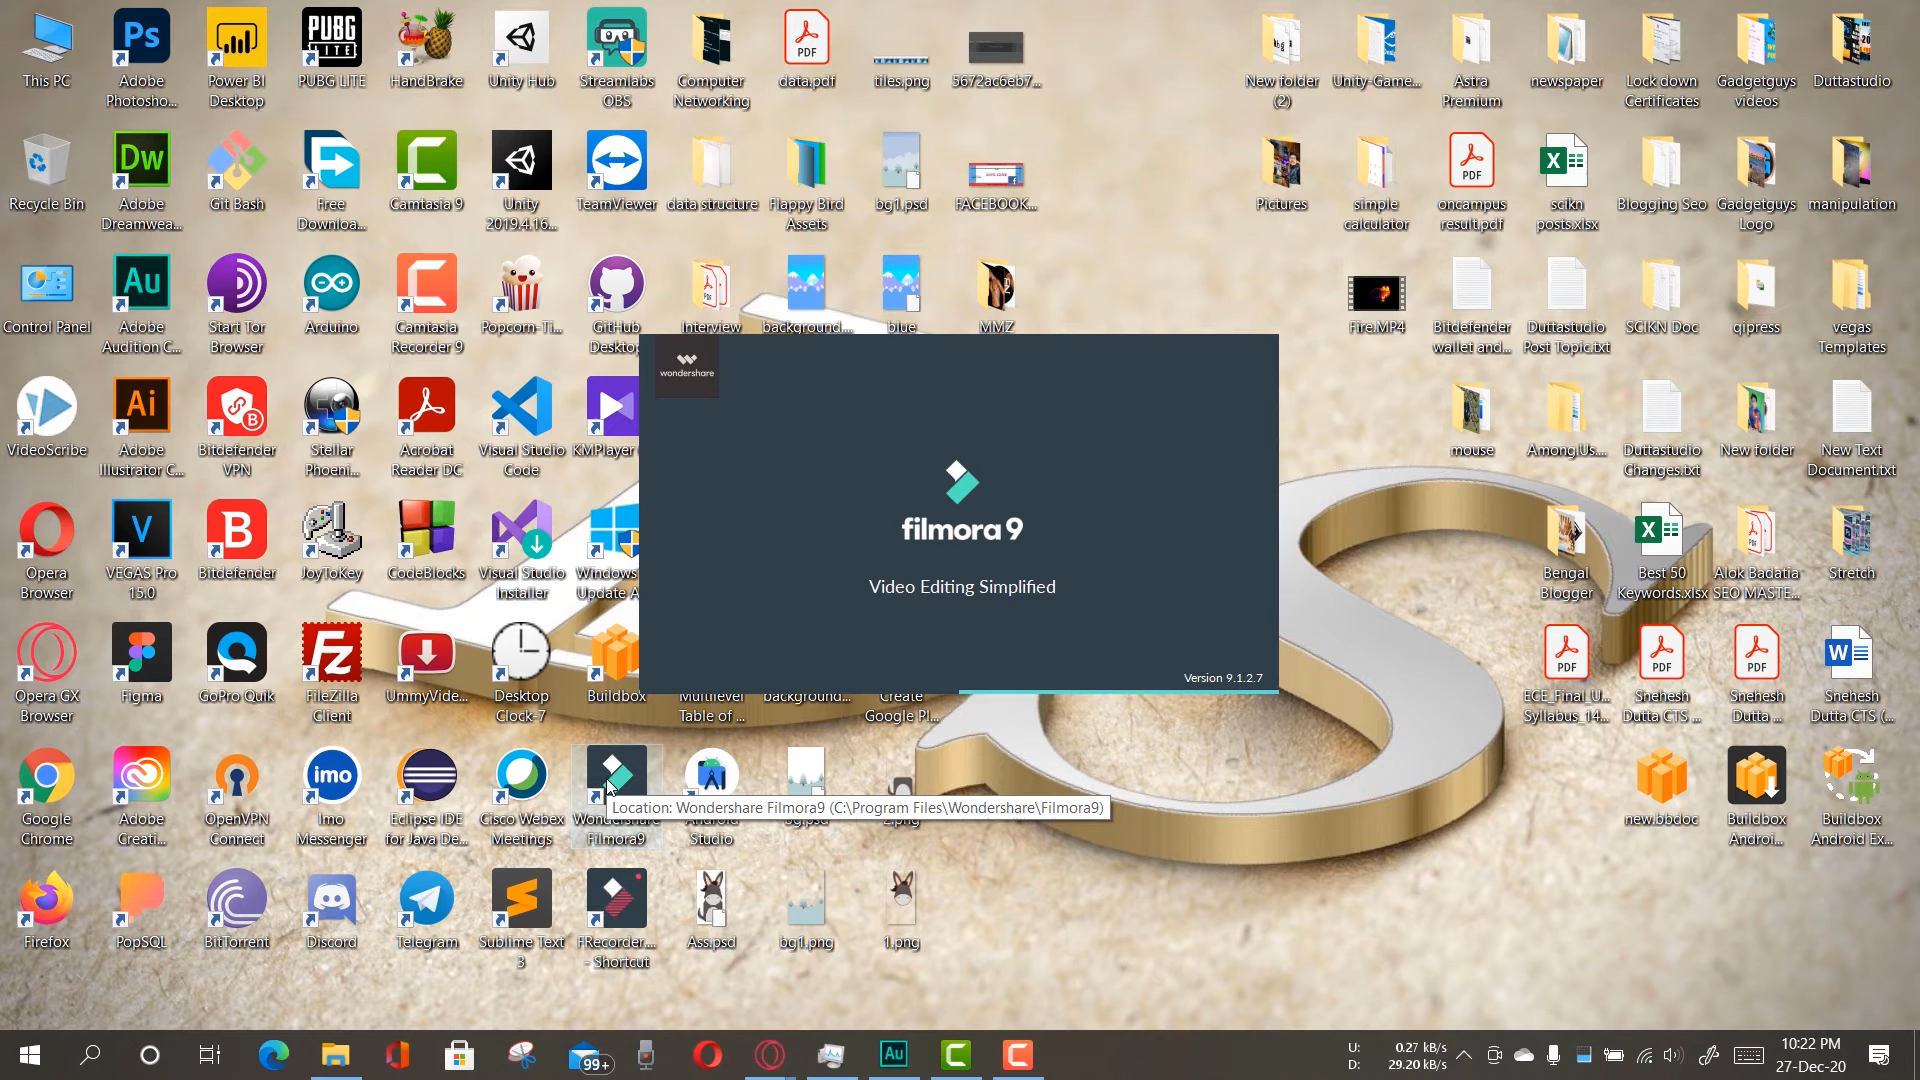 This PC
Adobe
Photosho...
Power BI
Desktop
PUBG LITE
HandBrake
Unity Hub
Streamlabs
OBS
Computer
Networking
data.pdf
tiles.png
5672ac6eb7...
New folder
(2)
Unity-Game...
Astra
Premium
newspaper
Lock down
Certificates
Gadgetguys
videos
Duttastudio
Recycle Bin
Adobe
Dreamwea...
Git Bash
Free
Downloa...
Camtasia 9
Unity
2019.4.16...
TeamViewer
data structure
Flappy Bird
Assets
bg1.psd
FACEBOOK...
Pictures
simple
calculator
oncampus
result.pdf
scikn
posts.xlsx
Blogging Seo
Gadgetguys
Logo
manipulation
Control Panel
Adobe
Audition C...
Start Tor
Browser
Arduino
Camtasia
Recorder 9
Popcorn-Ti...
GitHub
Deskto
Interview
background...
blue
MMZ
Fire.MP4
Bitdefender
wallet and...
Duttastudio
Post Topic.txt
SCIKN Doc
qipress
vegas
Templates
wondershare
filmora 9
Video Editing Simplified
Version 9.1.2.7
VideoScribe
Adobe
Illustrator C...
Bitdefender
VPN
Stellar
Phoeni...
Acrobat
Reader DC
Visual Studio
Code
KMPlayer
mouse
Among.Us....
Duttastudio
Changes.txt
New folder
New Text
Document.txt
Opera
Browser
VEGAS Pro
15.0
Bitdefender
JoyToKey
CodeBlocks
Visual Studio
Installer
Windows
Update A
Bengal
Blogger
Best 50
Keywords.xlsx
Alok Badatia
SEO MASTE...
Stretch
Opera GX
Browser
Figma
GoPro Quik
FileZilla
Client
UmmyVide...
Desktop
Clock-7
Buildbox
Multilevel
Table of ...
background...
Create
Google Pl...
ECE_Final_U...
Syllabus_14...
Snehesh
Dutta CTS ...
Snehesh
Dutta ...
Snehesh
Dutta CTS (...
Google
Chrome
Adobe
Creati...
OpenVPN
Connect
Imo
Messenger
Eclipse IDE
for Java De...
Cisco Webex
Meetings
Wondershare
Filmora9
Android
Studio
bg.psd
2.png
Location: Wondershare Filmora9 (C:\Program Files\Wondershare\Filmora9)
new.bbdoc
Buildbox
Androi...
Buildbox
Android Ex...
Firefox
PopSQL
BitTorrent
Discord
Telegram
Sublime Text
3
FRecorder....
- Shortcut
Ass.psd
bg1.png
1.png
99+
U: 0.27 kB/s
D: 29.20 kB/s
10:22 PM
27-Dec-20